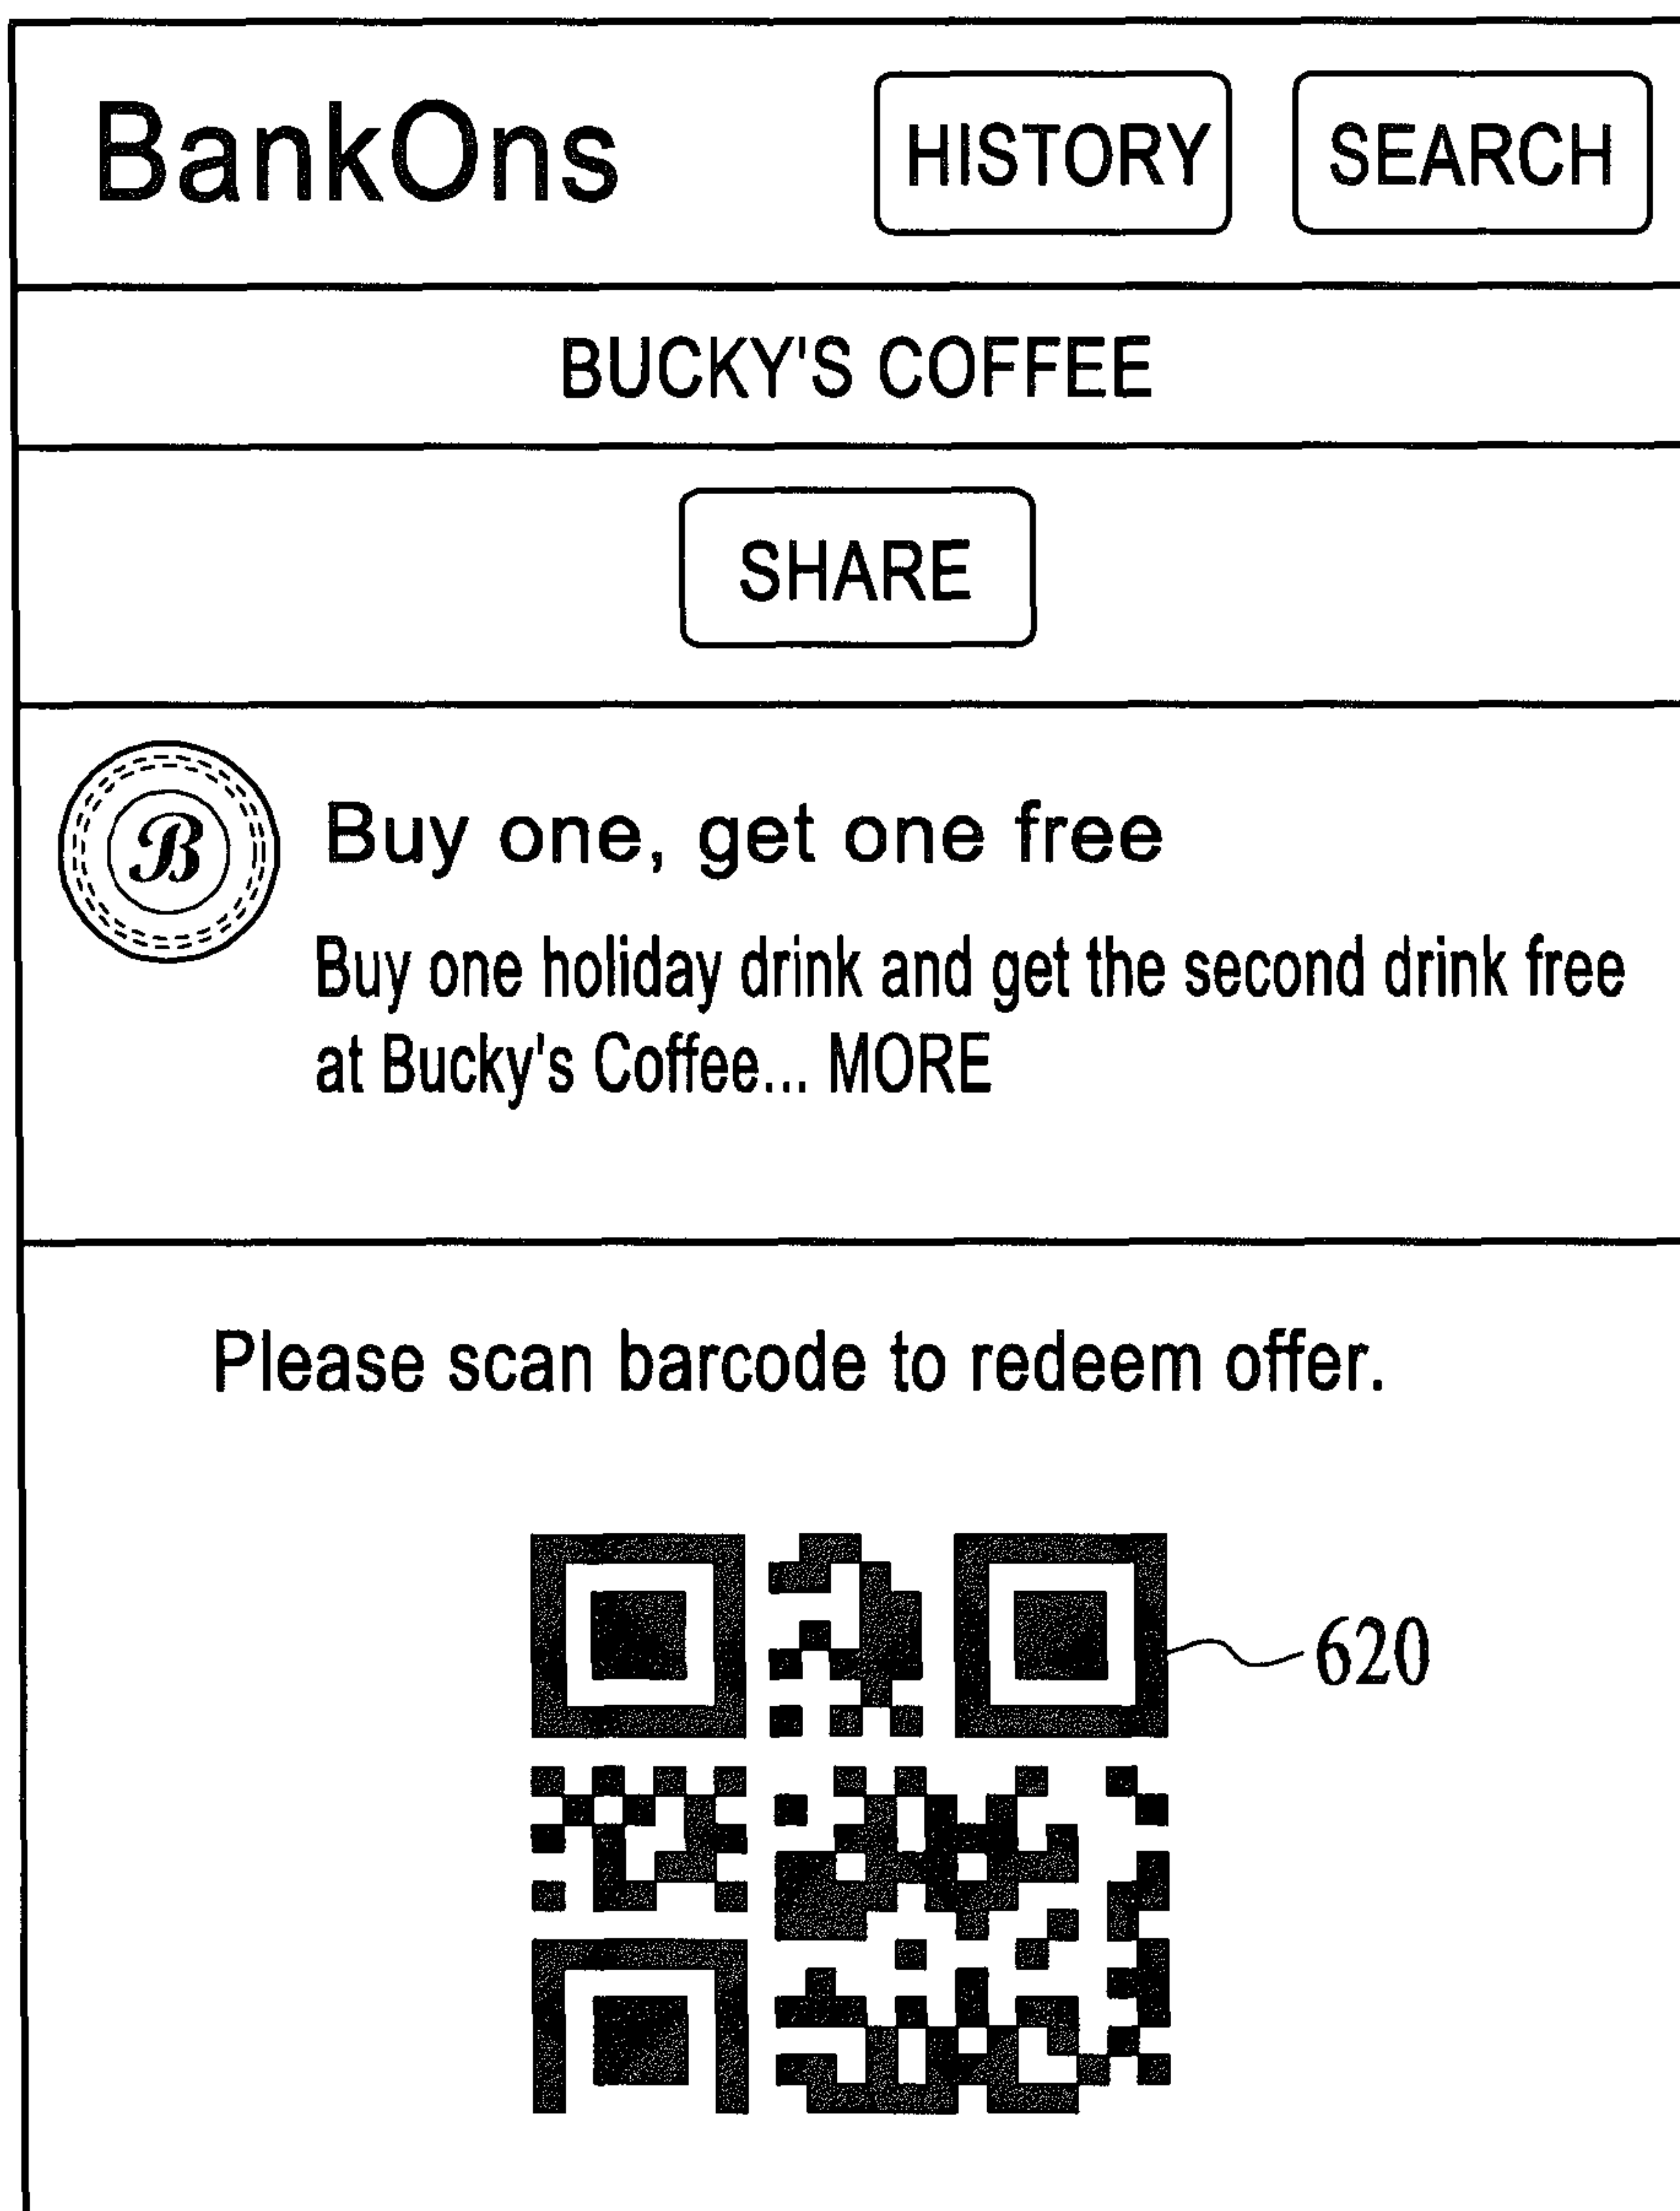 BankOns HISTORY SEARCH
BUCKY'S COFFEE
SHARE
B
Buy one, get one free
Buy one holiday drink and get the second drink free
at Bucky's Coffee... MORE
Please scan barcode to redeem offer.
620